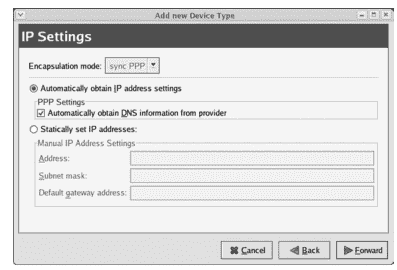 Add new Device Type
IP Settings
Encapsulation mode: sync PPP
Automatically obtain IP address settings
PPP Settings
Automatically obtain DNS information from provider
Statically set IP addresses:
Manual IP Address Settings
Address:
Subnet mask:
Default gateway address:
Cancel Back Forward